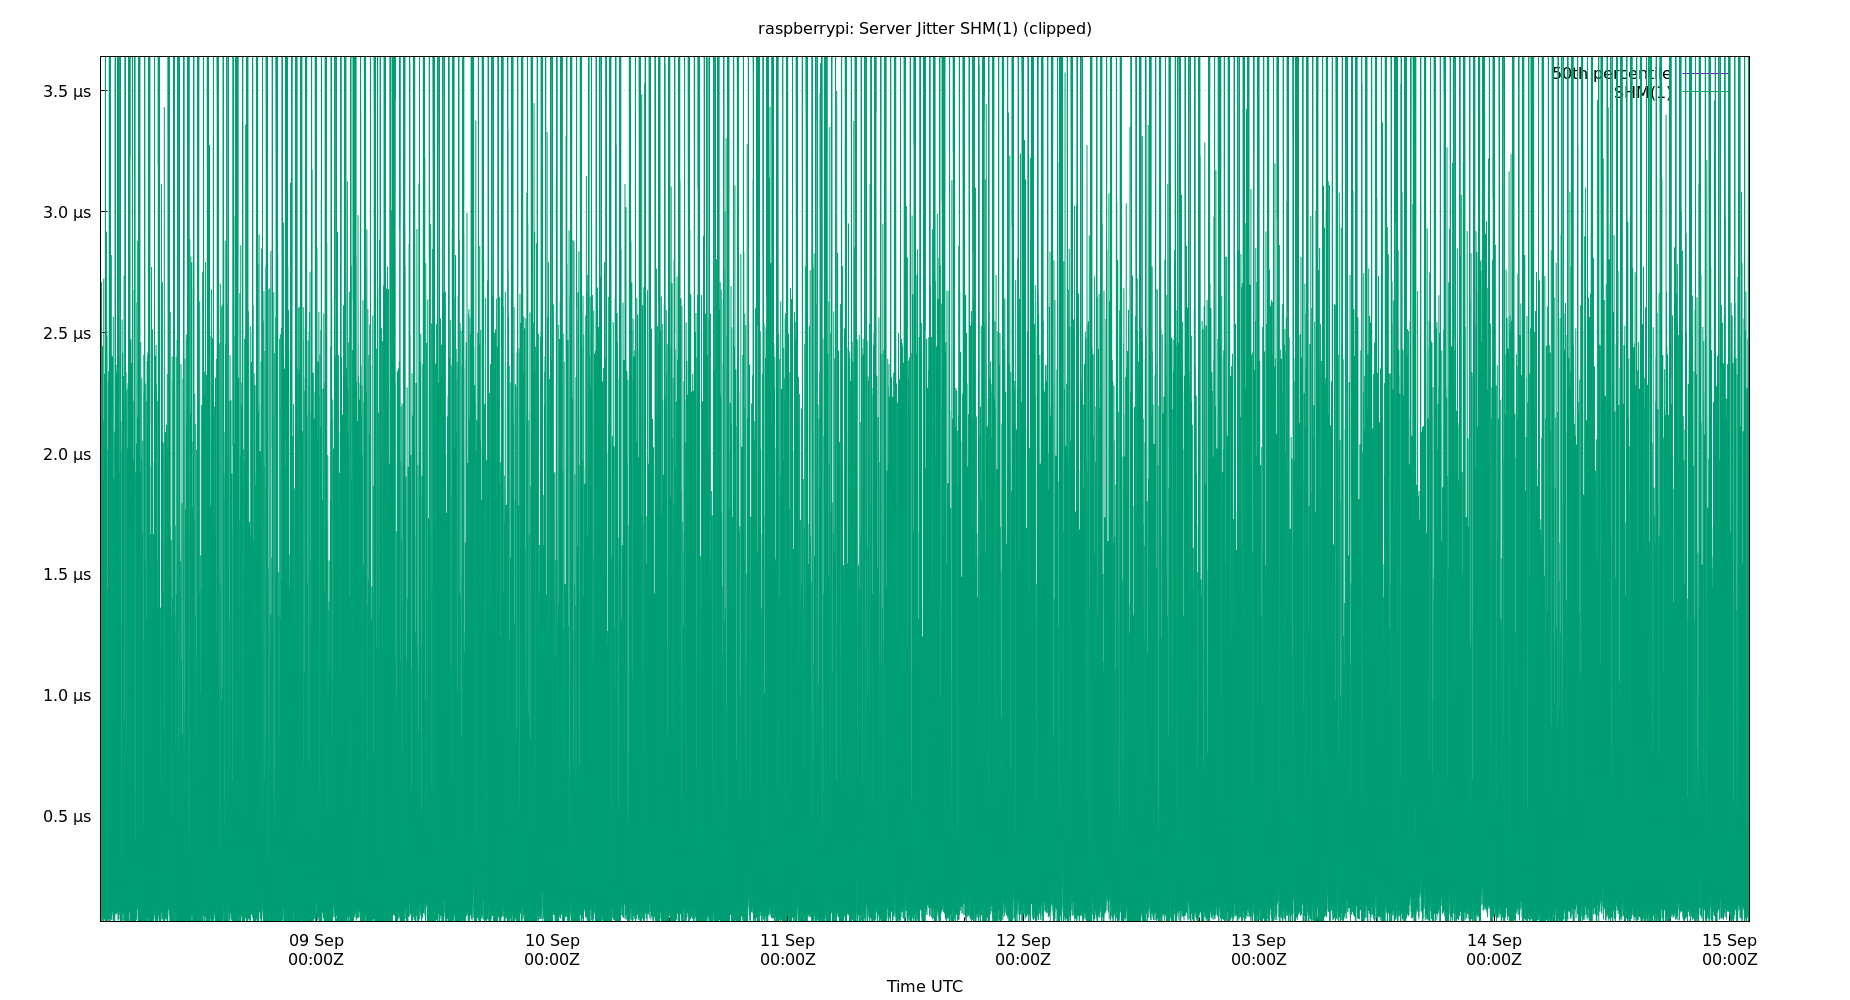 raspberrypi: Server Jitter SHM(1) (clipped)
50th percentile
SHM(1)
3.5 µs
3.0 µs
2.5 µs
2.0 µs
1.5 µs
1.0 µs
0.5 µs
09 Sep 10 Sep 11 Sep 12 Sep 13 Sep 14 Sep 15 Sep
00:00Z 00:00Z 00:00Z 00:00Z 00:00Z 00:00Z 00:00Z
Time UTC